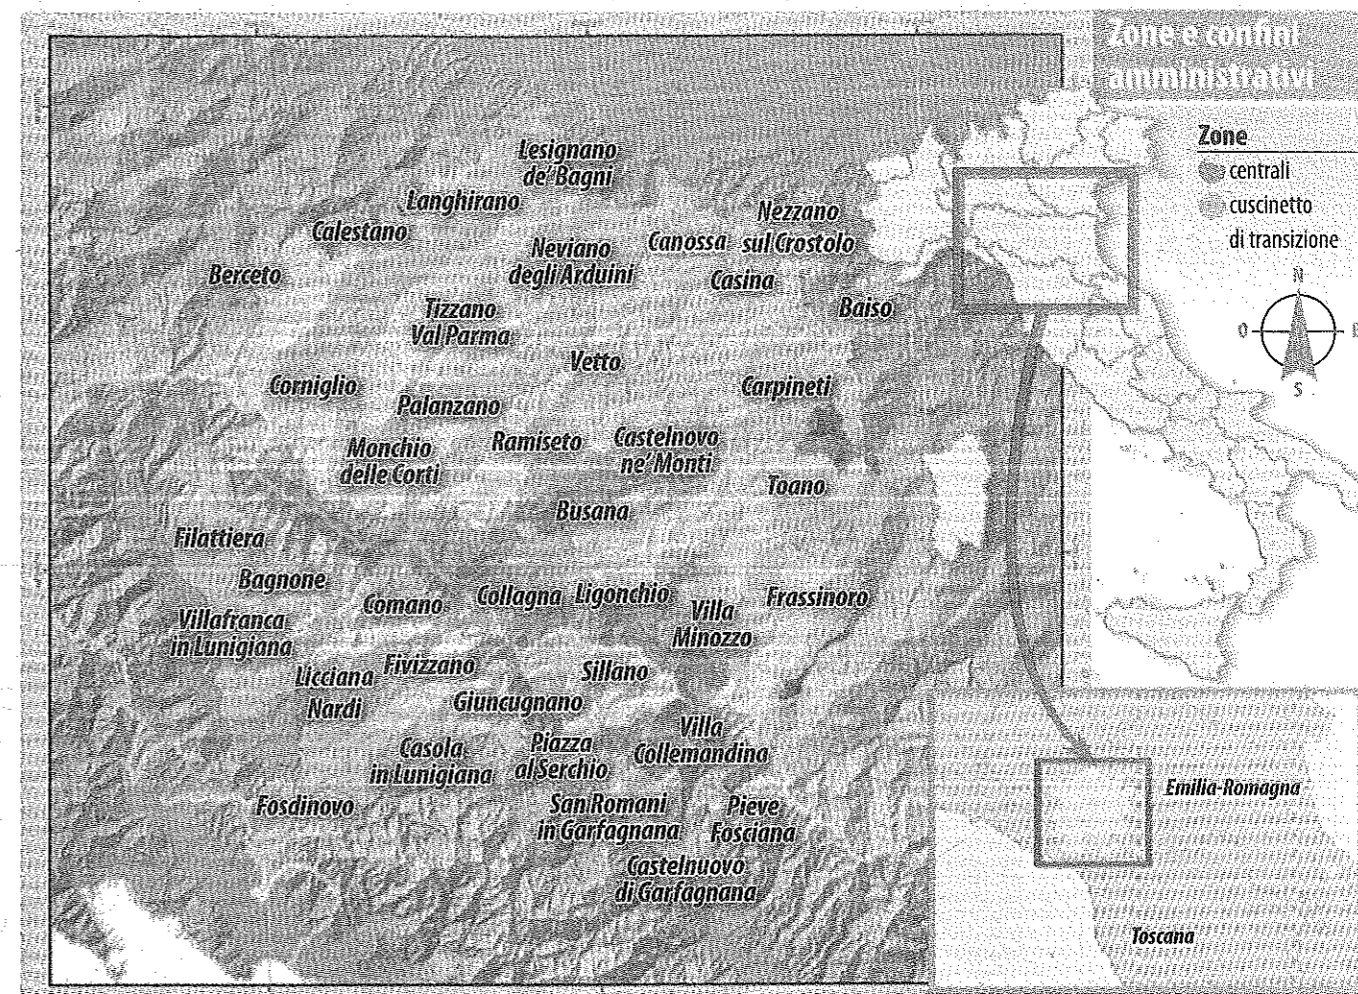 Zone e confini
amministrativi
Zone
centrali
cuscinetto
di transizione
N
O
E
S
Lesignano
de' Bagni
Langhirano
Nezzano
sul Crostolo
Calestano
Canossa
Neviano
degli Arduini
Berceto
Casina
Tizzano
Val Parma
Baiso
Vetto
Corniglio
Carpineti
Palanzano
Monchio
delle Corti
Ramiseto
Castelnovo
ne' Monti
Toano
Busana
Filattiera
Bagnone
Comano
Collagna
Ligonchio
Villa
Minozzo
Frassinoro
Villafranca
in Lunigiana
Licciana
Nardi
Fivizzano
Sillano
Giuncugnano
Casola
in Lunigiana
Piazza
al Serchio
Villa
Collemandina
Fosdinovo
San Romani
in Garfagnana
Pieve
Fosciana
Castelnuovo
di Garfagnana
Emilia-Romagna
Toscana